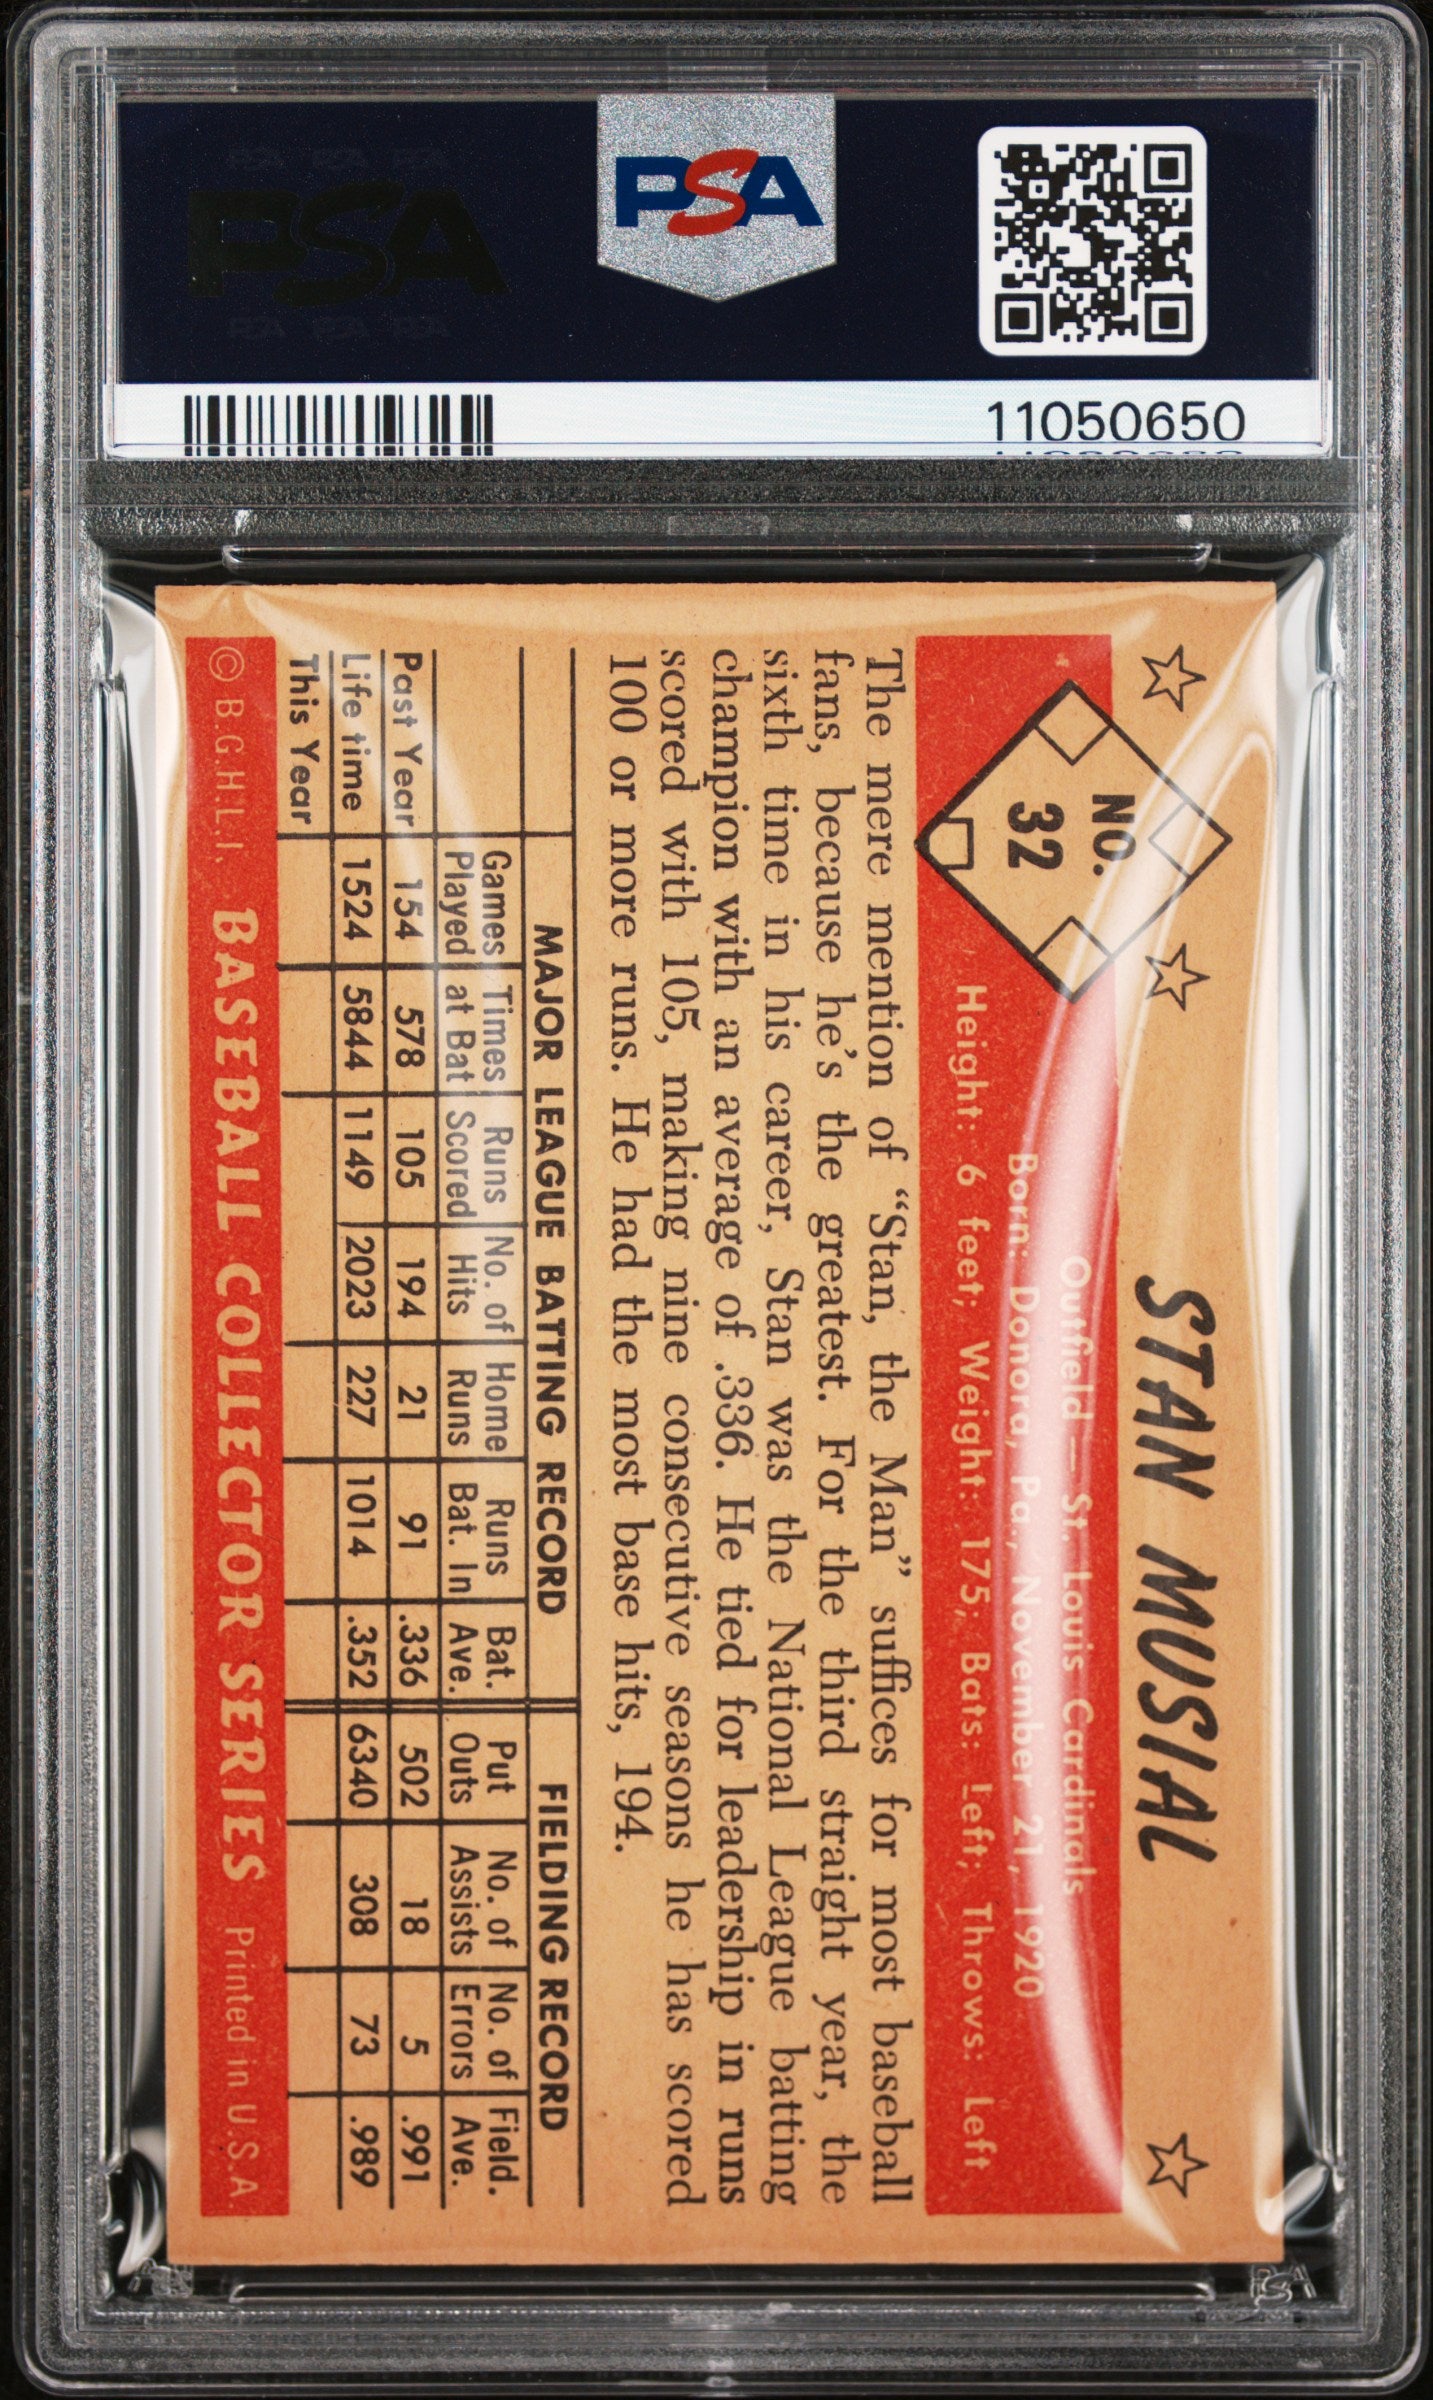 PSA
PSA
11050650
STAN MUSIAL
NO.
32
Outfield — St. Louis Cardinals
Born: Donora, Pa., November 21, 1920
Height: 6 feet; Weight: 175; Bats: Left; Throws: Left
The mere mention of “Stan, the Man” suffices for most baseball
fans, because he's the greatest. For the third straight year, the
sixth time in his career, Stan was the National League batting
champion with an average of .336. He tied for leadership in runs
scored with 105, making nine consecutive seasons he has scored
100 or more runs. He had the most base hits, 194.
MAJOR LEAGUE BATTING RECORD FIELDING RECORD
Games Times Runs No. of Home Runs Bat. Put No. of No. of Field.
Played at Bat Scored Hits Runs Bat. In Ave. Outs Assists Errors Ave.
Past Year 154 578 105 194 21 91 .336 502 18 5 .991
Life time 1524 5844 1149 2023 227 1014 .352 6340 308 73 .989
This Year
© B.G.H.L.I. BASEBALL COLLECTOR SERIES Printed in U.S.A.
PSA